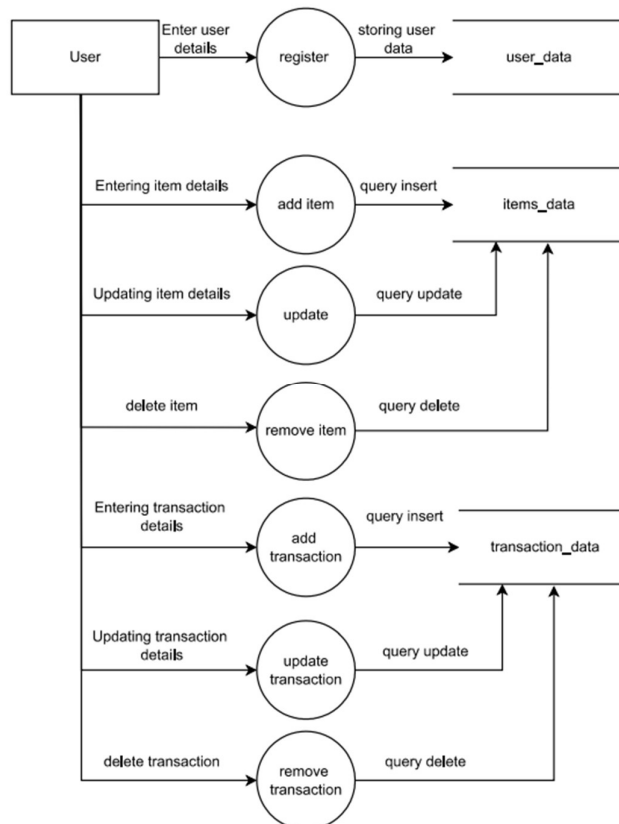 Enter user
details
storing user
data
User
register
user_data
Entering item details
query insert
add item
items_data
Updating item details
query update
update
delete item
query delete
remove item
Entering transaction
details
query insert
add
transaction
transaction_data
Updating transaction
details
query update
update
transaction
delete transaction
query delete
remove
transaction